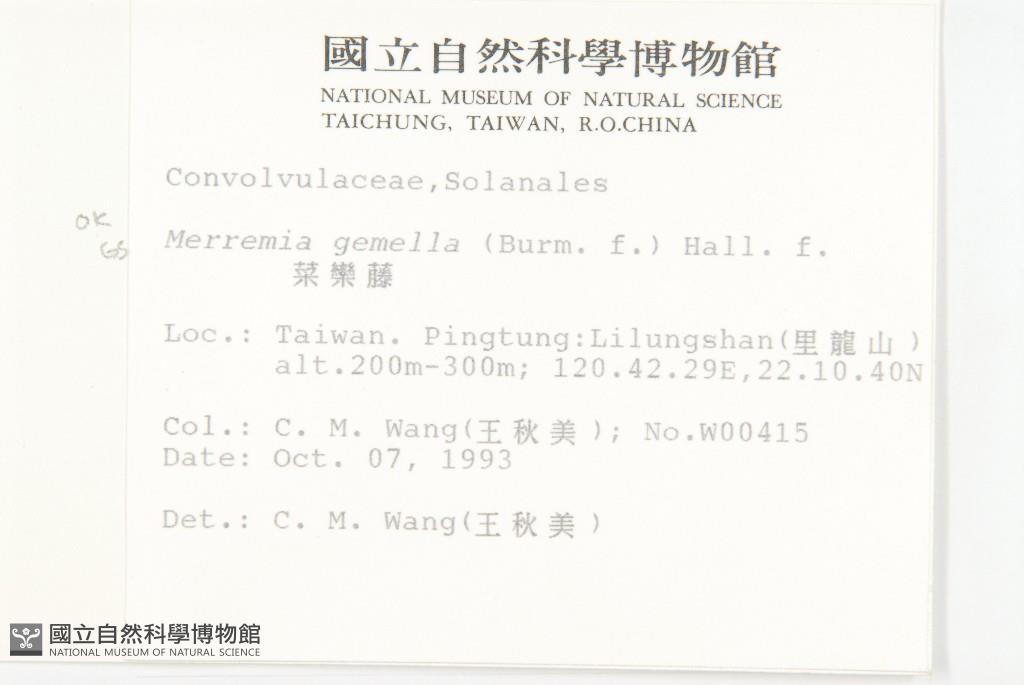 國立自然科學博物館
NATIONAL MUSEUM OF NATURAL SCIENCE
TAICHUNG, TAIWAN, R.O.CHINA
Convolvulaceae,Solanales
OK
GS
Merremia gemella (Burm. f.) Hall. f.
菜欒藤
Loc.: Taiwan. Pingtung:Lilungshan(里龍山)
alt.200m-300m; 120.42.29E,22.10.40N
Col.: C. M. Wang(王秋美); No.W00415
Date: Oct. 07, 1993
Det.: C. M. Wang(王秋美)
國立自然科學博物館
NATIONAL MUSEUM OF NATURAL SCIENCE